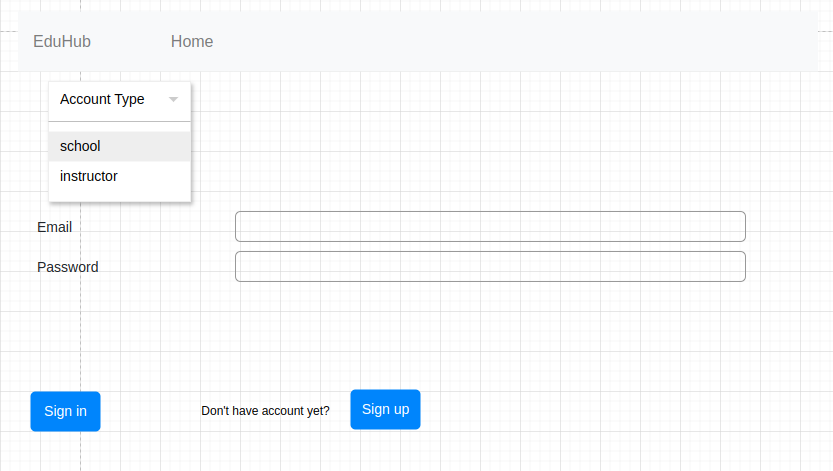 EduHub Home
Account Type
school
instructor
Email
Password
Sign in Don't have account yet? Sign up